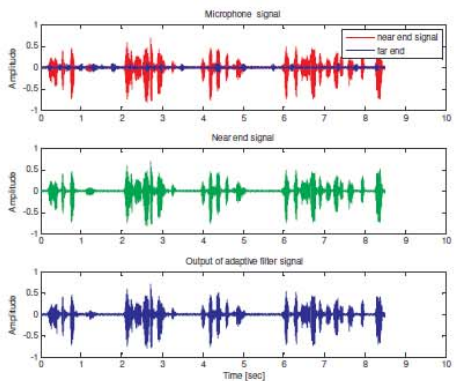 Microphone signal
near end signal
far end
Amplitude
1
0.5
0
-0.5
-1
0 1 2 3 4 5 6 7 8 9 10
Near end signal
Amplitude
1
0.5
0
-0.5
-1
0 1 2 3 4 5 6 7 8 9 10
Output of adaptive filter signal
Amplitude
1
0.5
0
-0.5
-1
0 1 2 3 4 5 6 7 8 9 10
Time [sec]